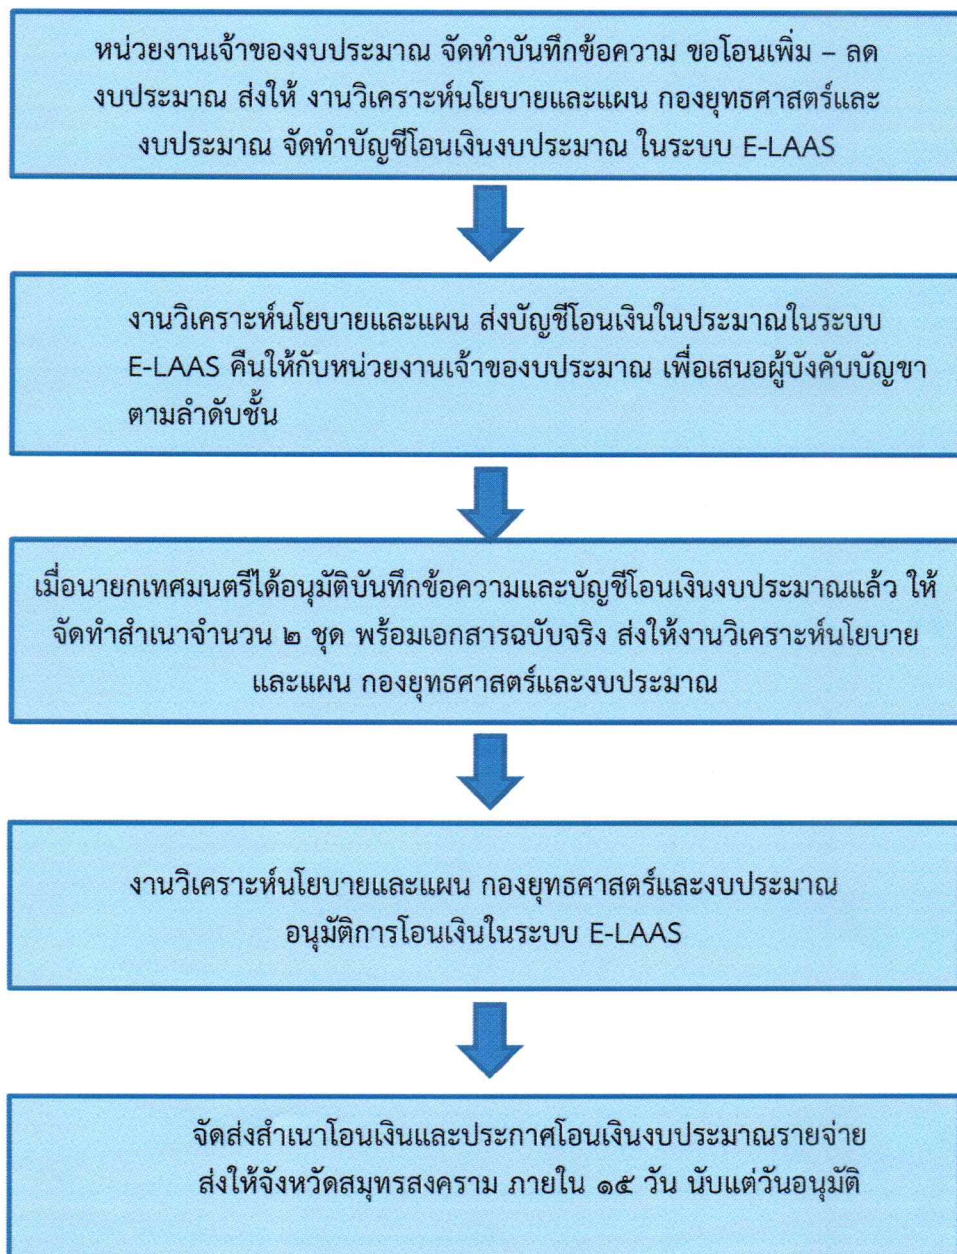 หน่วยงานเจ้าของงบประมาณ จัดทำบันทึกข้อความ ขอโอนเพิ่ม – ลด
งบประมาณ ส่งให้ งานวิเคราะห์นโยบายและแผน กองยุทธศาสตร์และ
งบประมาณ จัดทำบัญชีโอนเงินงบประมาณ ในระบบ E-LAAS
งานวิเคราะห์นโยบายและแผน ส่งบัญชีโอนเงินในประมาณในระบบ
E-LAAS คืนให้กับหน่วยงานเจ้าของบประมาณ เพื่อเสนอผู้บังคับบัญชา
ตามลำดับชั้น
เมื่อนายกเทศมนตรีได้อนุมัติบันทึกข้อความและบัญชีโอนเงินงบประมาณแล้ว ให้
จัดทำสำเนาจำนวน ๒ ชุด พร้อมเอกสารฉบับจริง ส่งให้งานวิเคราะห์นโยบาย
และแผน กองยุทธศาสตร์และงบประมาณ
งานวิเคราะห์นโยบายและแผน กองยุทธศาสตร์และงบประมาณ
อนุมัติการโอนเงินในระบบ E-LAAS
จัดส่งสำเนาโอนเงินและประกาศโอนเงินงบประมาณรายจ่าย
ส่งให้จังหวัดสมุทรสงคราม ภายใน ๑๕ วัน นับแต่วันอนุมัติ